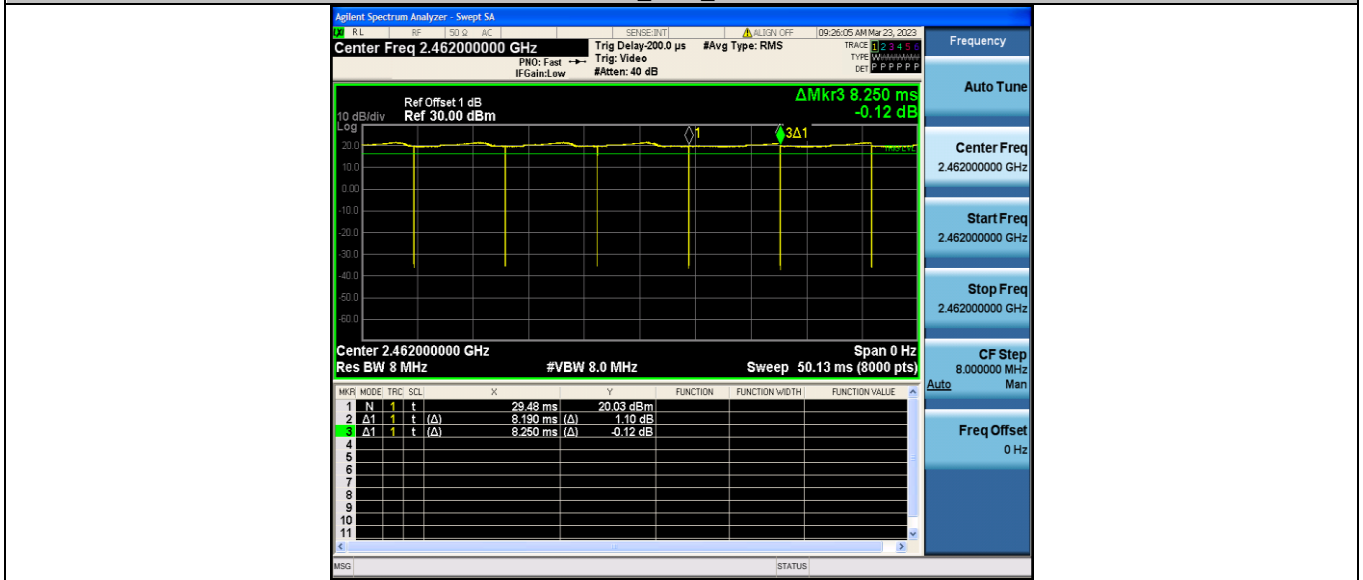 Agilent Spectrum Analyzer - Swept SA
RL RF 50 Ω AC SENSE:INT ALIGN OFF 09:26:05 AM Mar 23, 2023
Center Freq 2.462000000 GHz
Trig Delay-200.0 µs #Avg Type: RMS
TRACE 1 2 3 4 5 6
PNO: Fast Trig: Video
TYPE W
IFGain:Low #Atten: 40 dB
DET P P P P P P
Frequency
Auto Tune
Center Freq
2.462000000 GHz
Start Freq
2.462000000 GHz
Stop Freq
2.462000000 GHz
CF Step
8.000000 MHz
Auto Man
Freq Offset
0 Hz
ΔMkr3 8.250 ms
-0.12 dB
Ref Offset 1 dB
10 dB/div Ref 30.00 dBm
Log
1 3Δ1
20.0
10.0
0.00
-10.0
-20.0
-30.0
-40.0
-50.0
-60.0
Center 2.462000000 GHz Span 0 Hz
Res BW 8 MHz #VBW 8.0 MHz Sweep 50.13 ms (8000 pts)
MKR MODE TRC SCL X Y FUNCTION FUNCTION WIDTH FUNCTION VALUE
1 N 1 t 29.48 ms 20.03 dBm
2 Δ1 1 t (Δ) 8.190 ms (Δ) 1.10 dB
3 Δ1 1 t (Δ) 8.250 ms (Δ) -0.12 dB
4
5
6
7
8
9
10
11
MSG STATUS